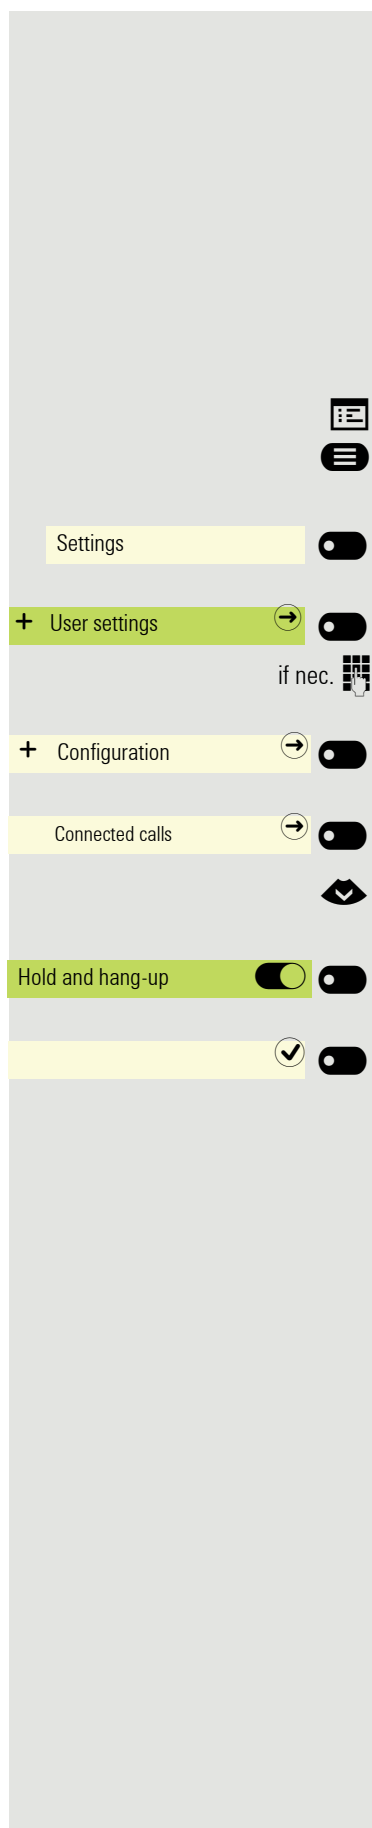 Settings
+ User settings
if nec.
+ Configuration
Connected calls
Hold and hang-up